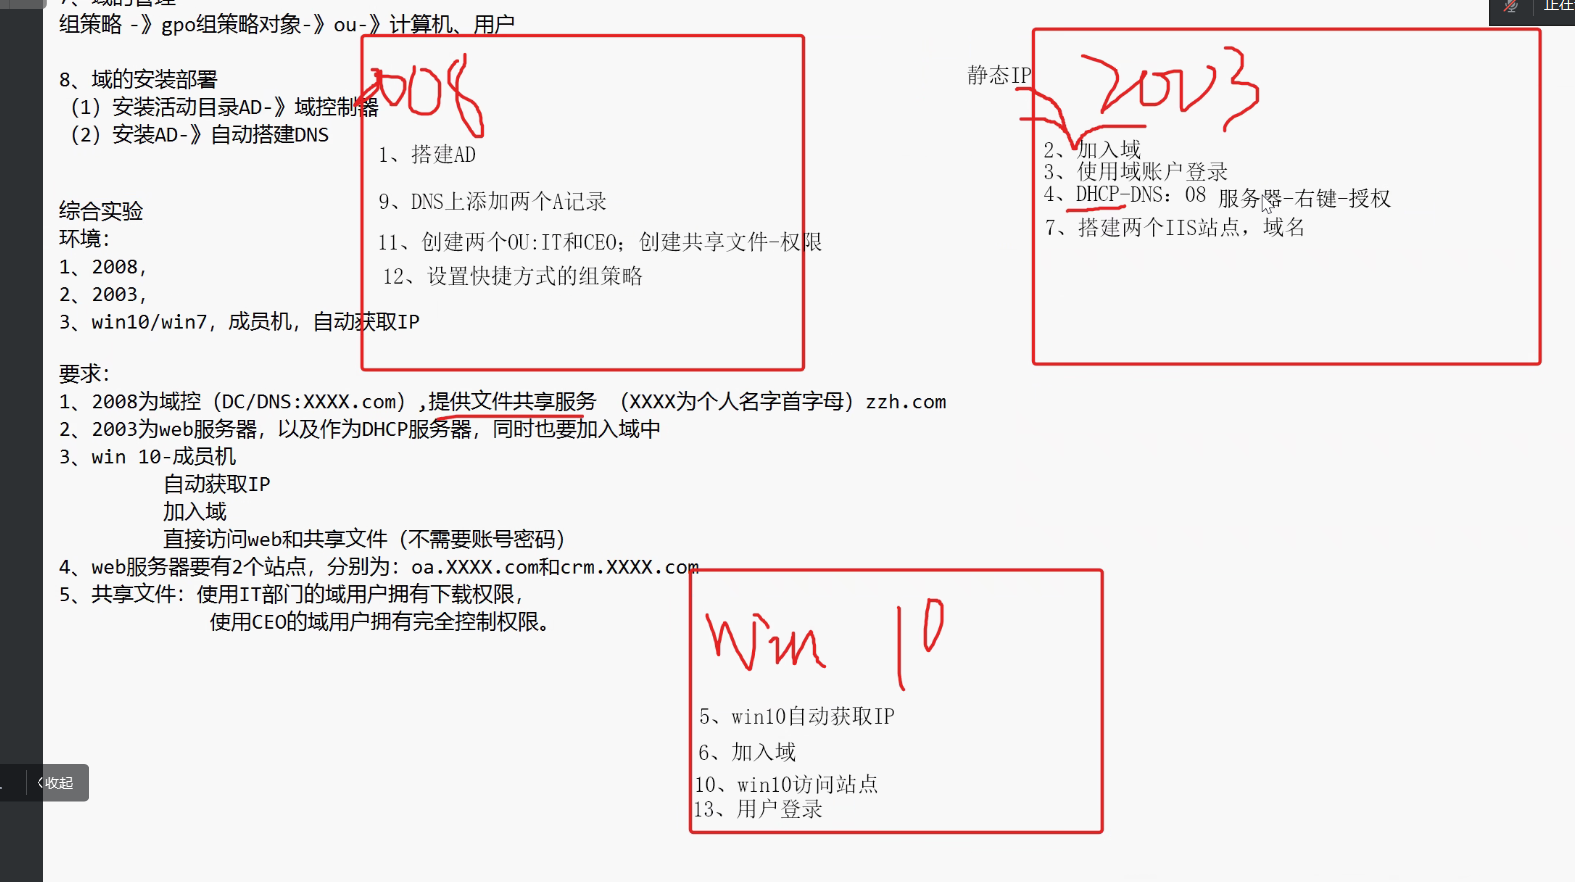 7、域的管理
组策略 -》gpo组策略对象-》ou-》计算机、用户
8、域的安装部署
（1）安装活动目录AD-》域控制器
（2）安装AD-》自动搭建DNS
综合实验
环境：
1、2008，
2、2003，
3、win10/win7，成员机，自动获取IP
要求：
1、2008为域控（DC/DNS:XXXX.com）,提供文件共享服务 （XXXX为个人名字首字母）zzh.com
2、2003为web服务器，以及作为DHCP服务器，同时也要加入域中
3、win 10-成员机
自动获取IP
加入域
直接访问web和共享文件（不需要账号密码）
4、web服务器要有2个站点，分别为：oa.XXXX.com和crm.XXXX.com
5、共享文件：使用IT部门的域用户拥有下载权限，
使用CEO的域用户拥有完全控制权限。
1、搭建AD
9、DNS上添加两个A记录
11、创建两个OU:IT和CEO；创建共享文件-权限
12、设置快捷方式的组策略
静态IP
2003
2、加入域
3、使用域账户登录
4、DHCP-DNS：08 服务器-右键-授权
7、搭建两个IIS站点，域名
Win 10
5、win10自动获取IP
6、加入域
10、win10访问站点
13、用户登录
正在
收起